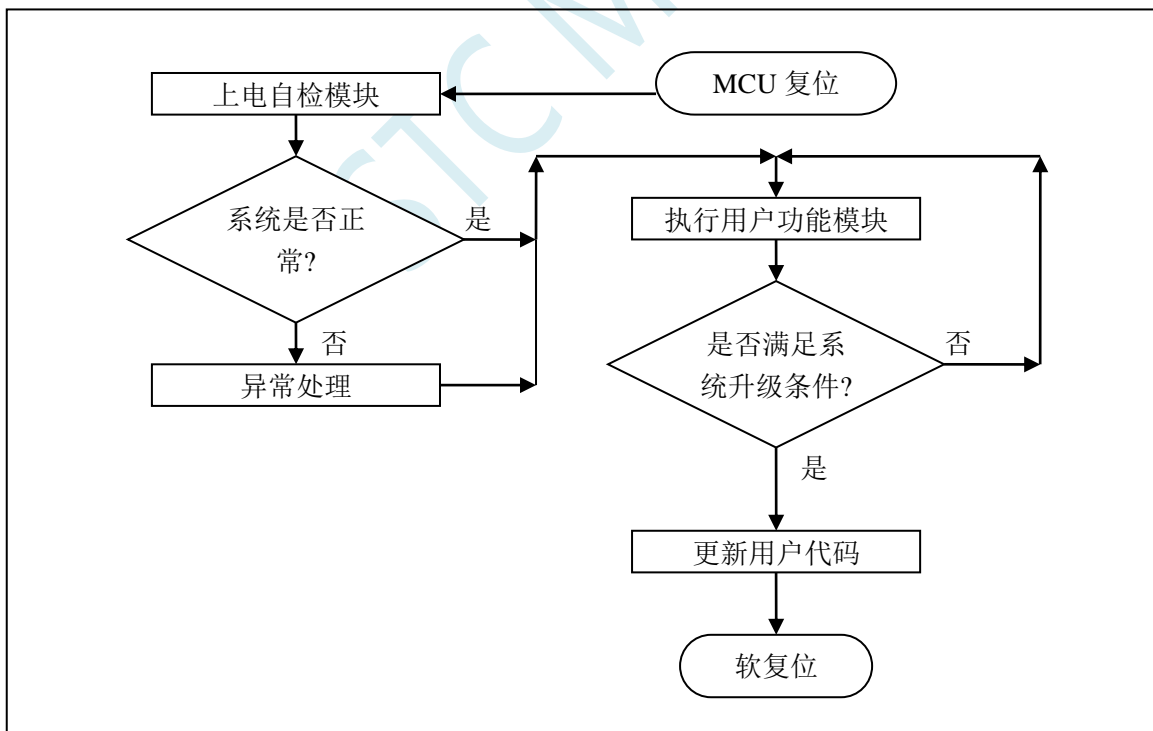 MCU 复位
上电自检模块
系统是否正
常?
是
否
异常处理
执行用户功能模块
是否满足系
统升级条件?
否
是
更新用户代码
软复位
STC M